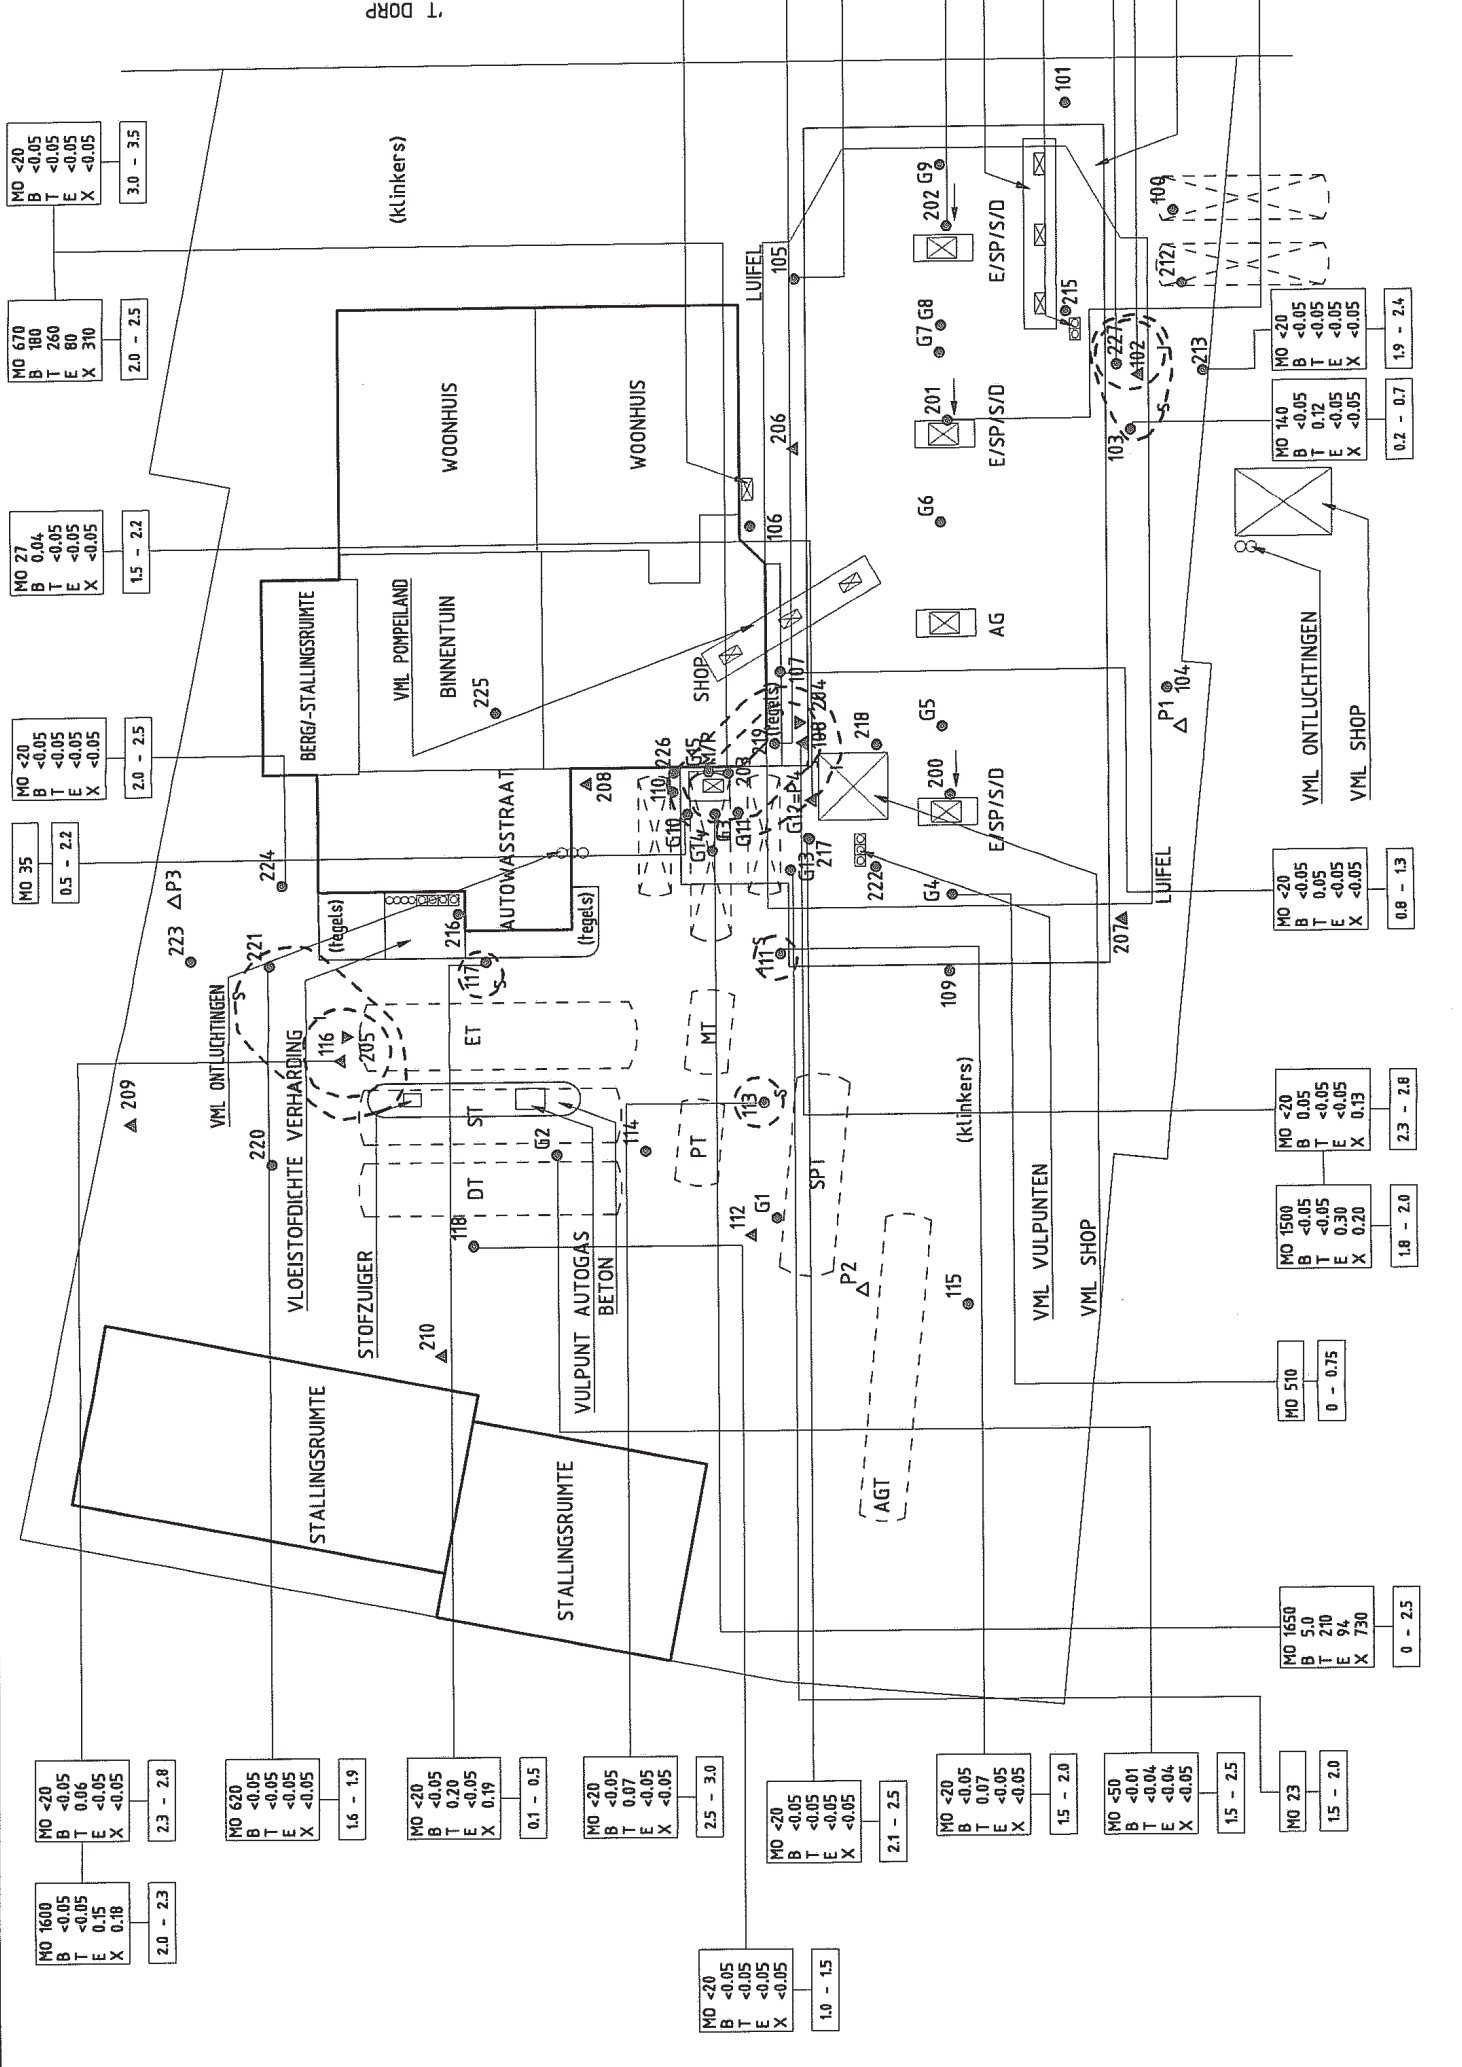 'T DORP
MO <20
B <0.05
T <0.05
E <0.05
X <0.05
3.0 - 3.5
MO 670
B 180
T 260
E 80
X 310
2.0 - 2.5
MO 27
B 0.04
T <0.05
E <0.05
X <0.05
1.5 - 2.2
MO <20
B <0.05
T <0.05
E <0.05
X <0.05
2.0 - 2.5
MO 35
0.5 - 2.2
(klinkers)
WOONHUIS
WOONHUIS
BERG/-STALLINGSRUIMTE
VML POMPEILAND
BINNENTUIN
225
SHOP
AUTOWASSTRAAT
208
224
P3
223
221
(tegels)
216
(tegels)
117
S
S
VML ONTLUCHTINGEN
VLOEISTOFDICHTE VERHARDING
116
I
205
209
220
ET
ST
DT
G2
118
114
STOFZUIGER
VULPUNT AUTOGAS
BETON
210
STALLINGSRUIMTE
STALLINGSRUIMTE
MT
PT
113
S
SPT
G1
112
P2
115
AGT
(klinkers)
111
S
109
LUIFEL
105
206
106
107
(tegels)
204
108
219
226
110
G15
M/R
203
G10
G14
G3
G11
G12=P4
G13
217
218
222
G4
G5
200
E/SP/S/D
AG
G6
201
E/SP/S/D
G7 G8
202
G9
E/SP/S/D
101
215
100
212
213
227
102
I
103
S
P1
104
207
LUIFEL
VML ONTLUCHTINGEN
VML SHOP
VML VULPUNTEN
VML SHOP
MO <20
B <0.05
T <0.05
E <0.05
X <0.05
1.9 - 2.4
MO 140
B <0.05
T 0.12
E <0.05
X <0.05
0.2 - 0.7
MO <20
B <0.05
T 0.05
E <0.05
X <0.05
0.8 - 1.3
MO <20
B 0.05
T <0.05
E <0.05
X 0.13
2.3 - 2.8
MO 1500
B <0.05
T <0.05
E 0.30
X 0.20
1.8 - 2.0
MO 510
0 - 0.75
MO 1650
B 5.0
T 210
E 94
X 730
0 - 2.5
MO <20
B <0.05
T 0.06
E <0.05
X <0.05
2.3 - 2.8
MO 1600
B <0.05
T <0.05
E 0.15
X 0.18
2.0 - 2.3
MO 620
B <0.05
T <0.05
E <0.05
X <0.05
1.6 - 1.9
MO <20
B <0.05
T 0.20
E <0.05
X 0.19
0.1 - 0.5
MO <20
B <0.05
T 0.07
E <0.05
X <0.05
2.5 - 3.0
MO <20
B <0.05
T <0.05
E <0.05
X <0.05
1.0 - 1.5
MO <20
B <0.05
T <0.05
E <0.05
X <0.05
2.1 - 2.5
MO <20
B <0.05
T 0.07
E <0.05
X <0.05
1.5 - 2.0
MO <50
B <0.01
T <0.04
E <0.04
X <0.05
1.5 - 2.5
MO 23
1.5 - 2.0